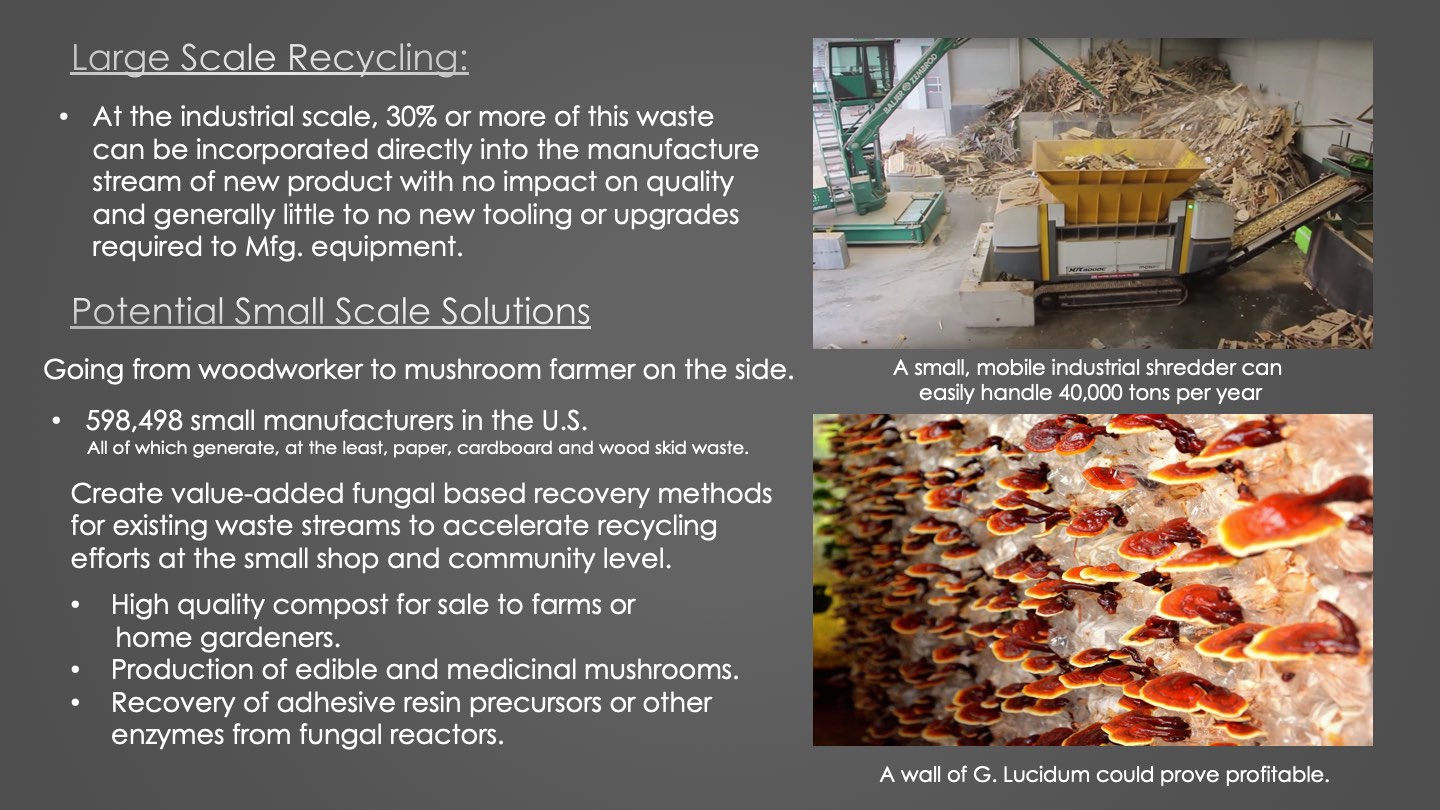 Large Scale Recycling:
• At the industrial scale, 30% or more of this waste
can be incorporated directly into the manufacture
stream of new product with no impact on quality
and generally little to no new tooling or upgrades
required to Mfg. equipment.
Potential Small Scale Solutions
Going from woodworker to mushroom farmer on the side.
• 598,498 small manufacturers in the U.S.
All of which generate, at the least, paper, cardboard and wood skid waste.
Create value-added fungal based recovery methods
for existing waste streams to accelerate recycling
efforts at the small shop and community level.
• High quality compost for sale to farms or
home gardeners.
• Production of edible and medicinal mushrooms.
• Recovery of adhesive resin precursors or other
enzymes from fungal reactors.
BALJER ZEMBROD
A small, mobile industrial shredder can
easily handle 40,000 tons per year
A wall of G. Lucidum could prove profitable.